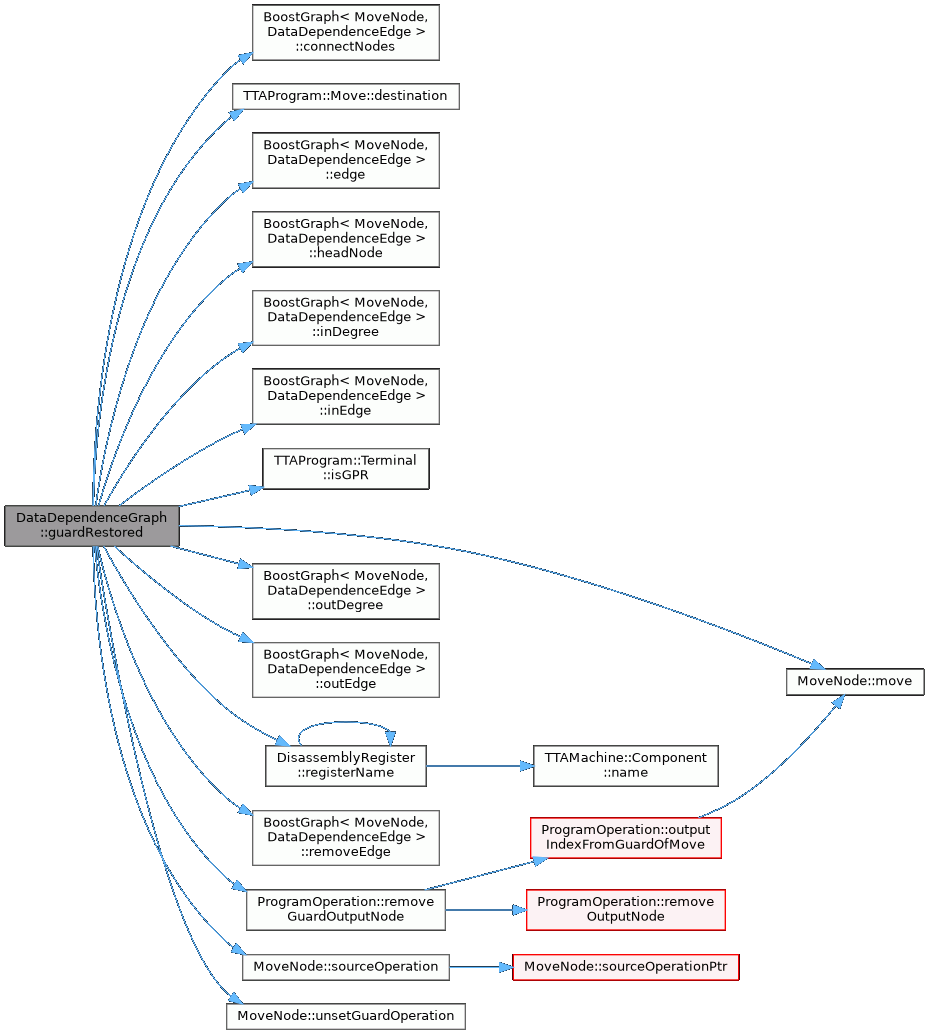 BoostGraph< MoveNode,
DataDependenceEdge >
::connectNodes
TTAProgram::Move::destination
BoostGraph< MoveNode,
DataDependenceEdge >
::edge
BoostGraph< MoveNode,
DataDependenceEdge >
::headNode
BoostGraph< MoveNode,
DataDependenceEdge >
::inDegree
BoostGraph< MoveNode,
DataDependenceEdge >
::inEdge
TTAProgram::Terminal
::isGPR
DataDependenceGraph
::guardRestored
BoostGraph< MoveNode,
DataDependenceEdge >
::outDegree
BoostGraph< MoveNode,
DataDependenceEdge >
::outEdge
MoveNode::move
DisassemblyRegister
::registerName
TTAMachine::Component
::name
BoostGraph< MoveNode,
DataDependenceEdge >
::removeEdge
ProgramOperation::output
IndexFromGuardOfMove
ProgramOperation::remove
GuardOutputNode
ProgramOperation::remove
OutputNode
MoveNode::sourceOperation
MoveNode::sourceOperationPtr
MoveNode::unsetGuardOperation